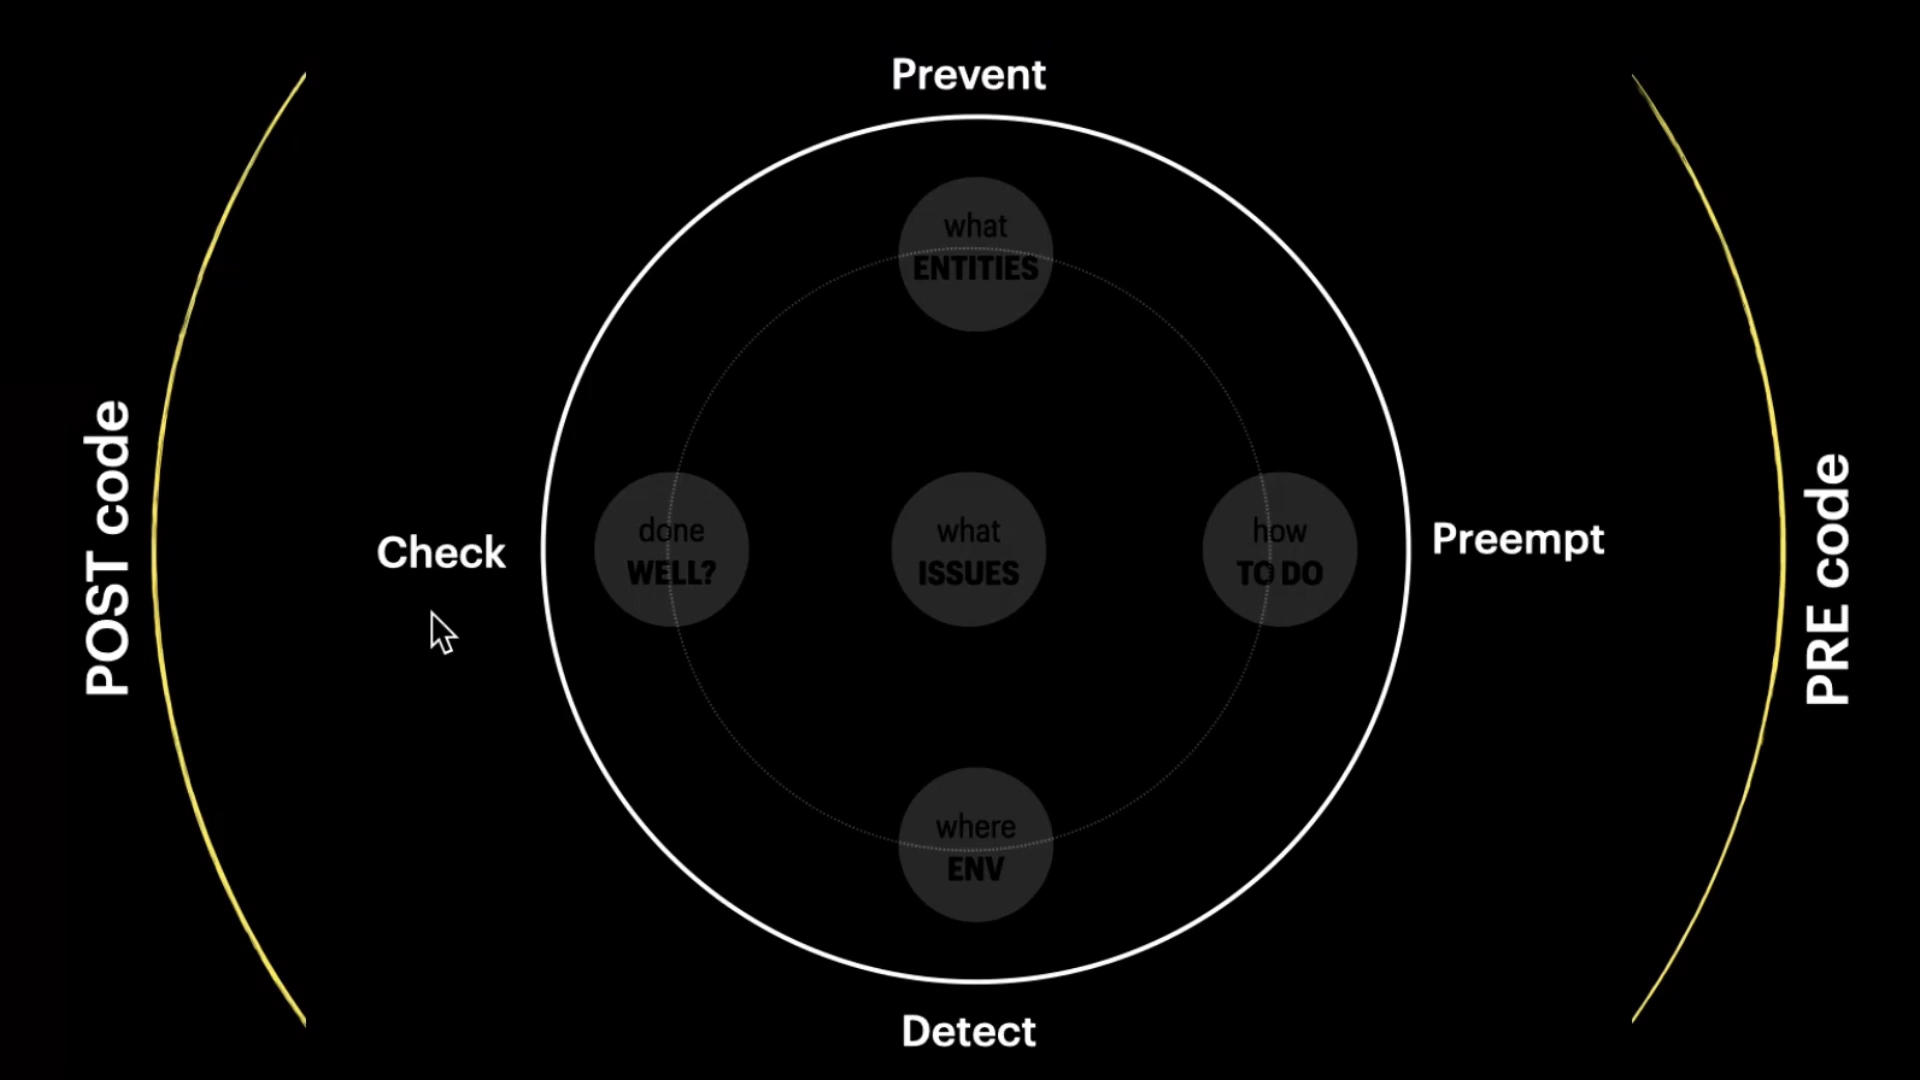 Prevent
what
ENTITIES
POST code
Check
done
WELL?
what
ISSUES
how
TO DO
Preempt
PRE code
where
ENV
Detect